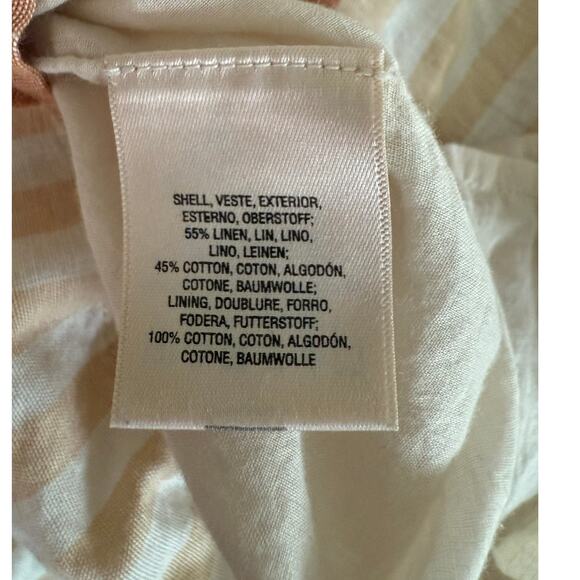 SHELL, VESTE, EXTERIOR,
ESTERNO, OBERSTOFF;
55% LINEN, LIN, LINO,
LINO, LEINEN;
45% COTTON, COTON, ALGODÓN,
COTONE, BAUMWOLLE;
LINING, DOUBLURE, FORRO,
FODERA, FUTTERSTOFF;
100% COTTON, COTON, ALGODÓN,
COTONE, BAUMWOLLE